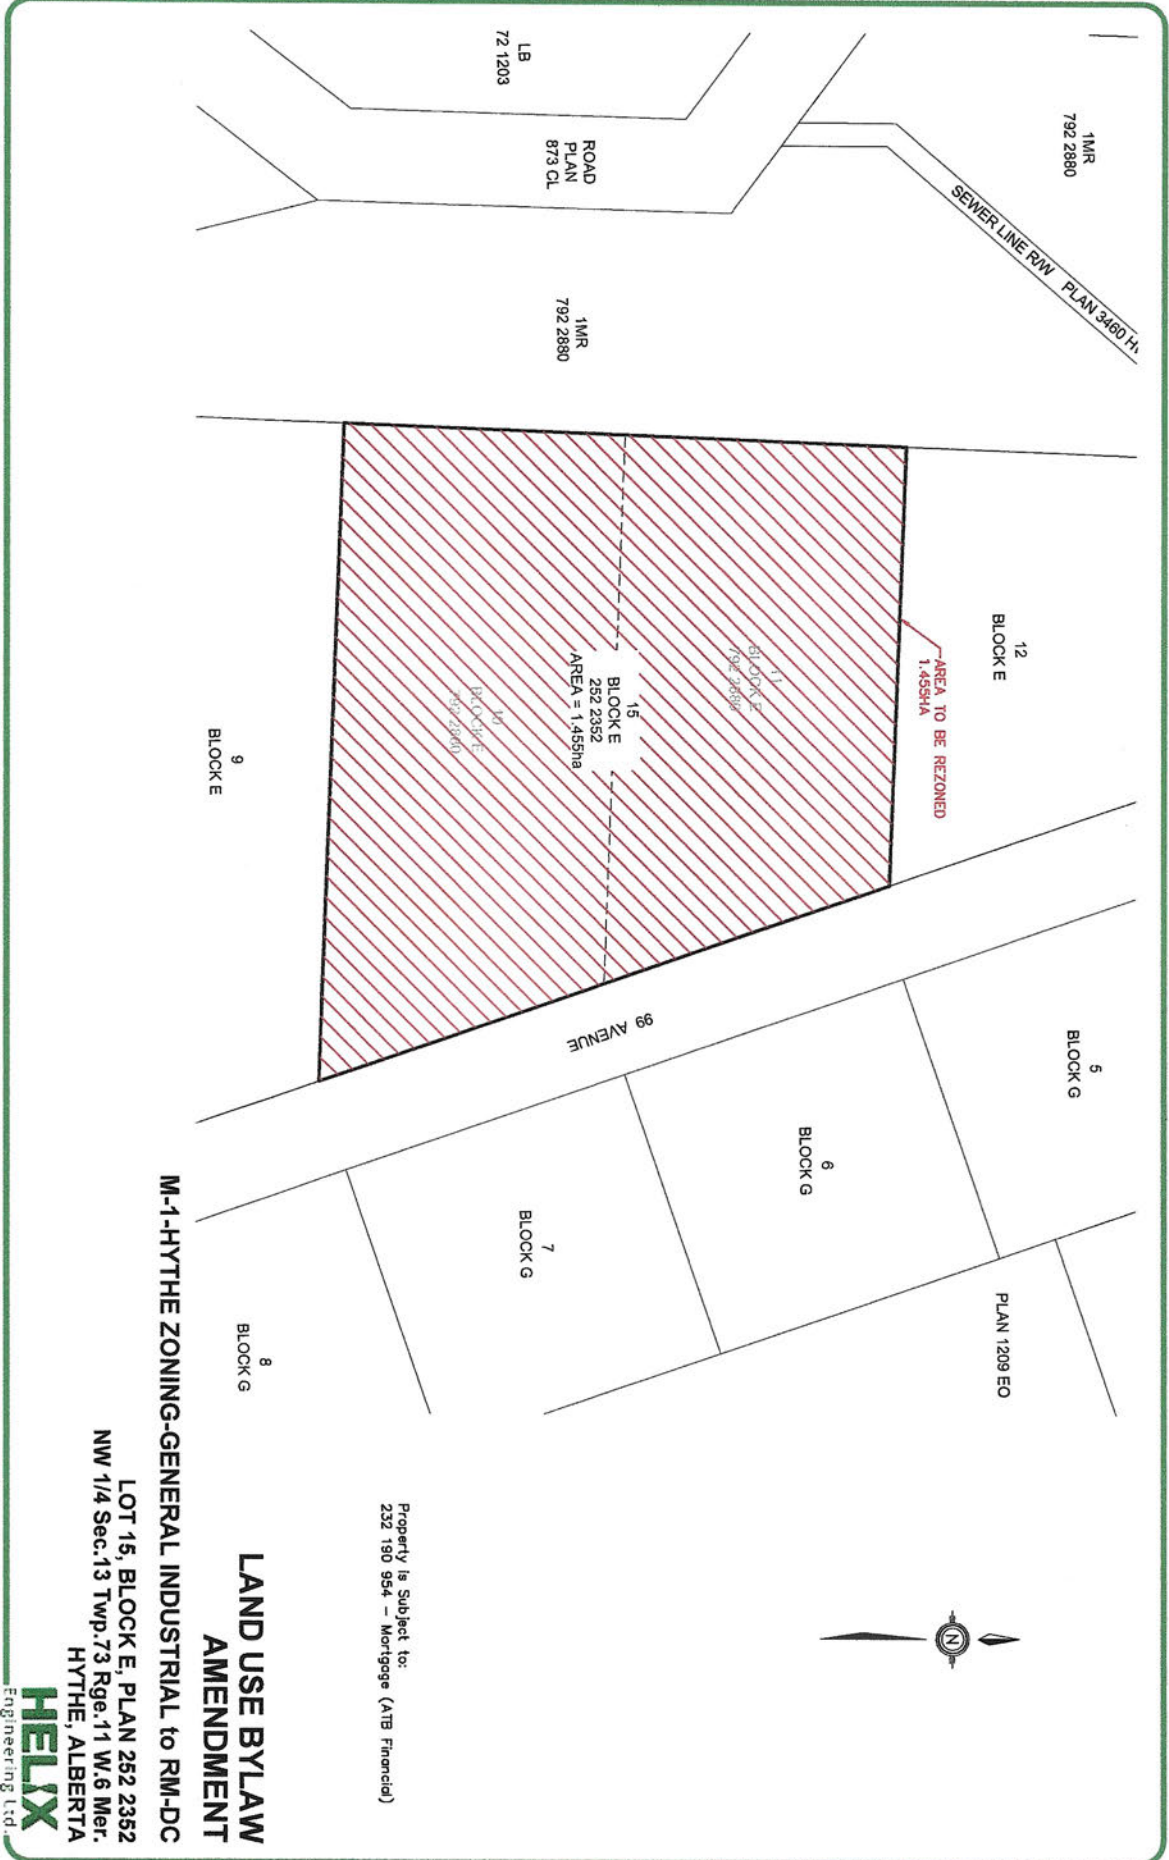 1MR
792 2880
SEWER LINE R/W PLAN 3460
LB
72 1203
ROAD
PLAN
873 CL
1MR
792 2880
12
BLOCK E
AREA TO BE REZONED
1.455HA
11
BLOCK E
792 2880
15
BLOCK E
252 2352
AREA = 1.455ha
10
BLOCK E
792 2880
9
BLOCK E
99 AVENUE
5
BLOCK G
6
BLOCK G
7
BLOCK G
8
BLOCK G
PLAN 1209 EO
N
Property is Subject to:
232 190 954 - Mortgage (ATB Financial)
LAND USE BYLAW
AMENDMENT
M-1-HYTHE ZONING-GENERAL INDUSTRIAL to RM-DC
LOT 15, BLOCK E, PLAN 252 2352
NW 1/4 Sec.13 Twp.73 Rge.11 W.6 Mer.
HYTHE, ALBERTA
HELIX
Engineering Ltd.